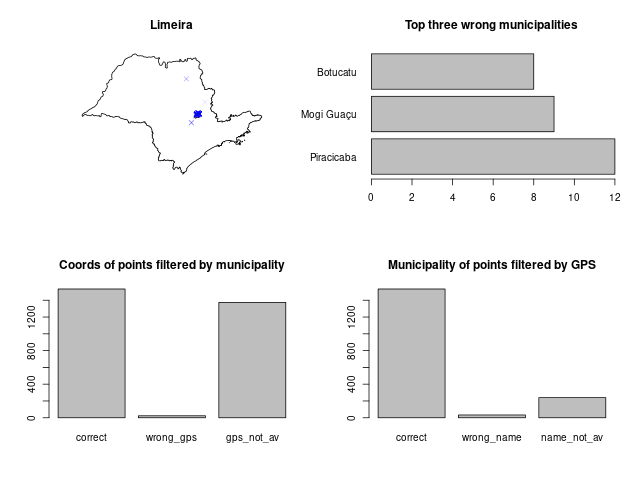 Limeira
Top three wrong municipalities
Botucatu
Mogi Guaçu
Piracicaba
0 2 4 6 8 10 12
Coords of points filtered by municipality
0 400 800 1200
correct wrong_gps gps_not_av
Municipality of points filtered by GPS
0 400 800 1200
correct wrong_name name_not_av